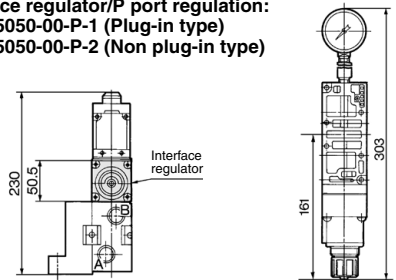 ce regulator/P port regulation:
5050-00-P-1 (Plug-in type)
5050-00-P-2 (Non plug-in type)
Interface
regulator
230
50.5
B
A
161
303